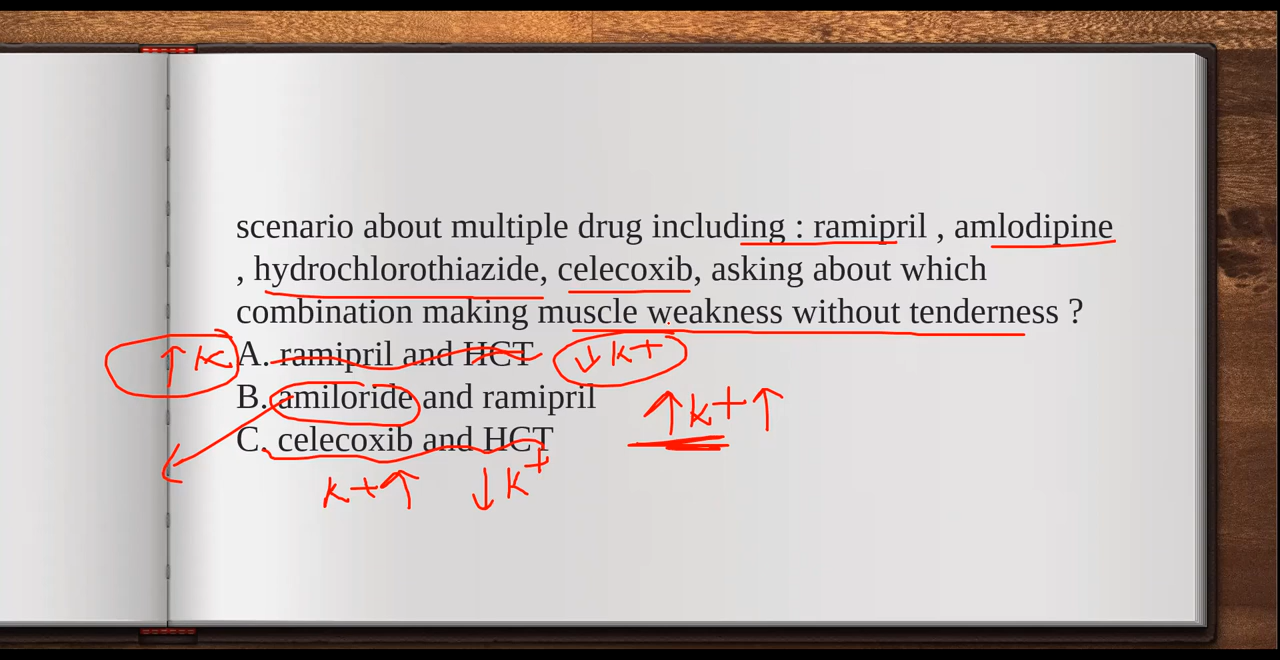 scenario about multiple drug including : ramipril , amlodipine
, hydrochlorothiazide, celecoxib, asking about which
combination making muscle weakness without tenderness ?
↑K A. ramipril and HCT ↓K+
B. amiloride and ramipril ↑K+↑
C. celecoxib and HCT
K+↑ ↓K+